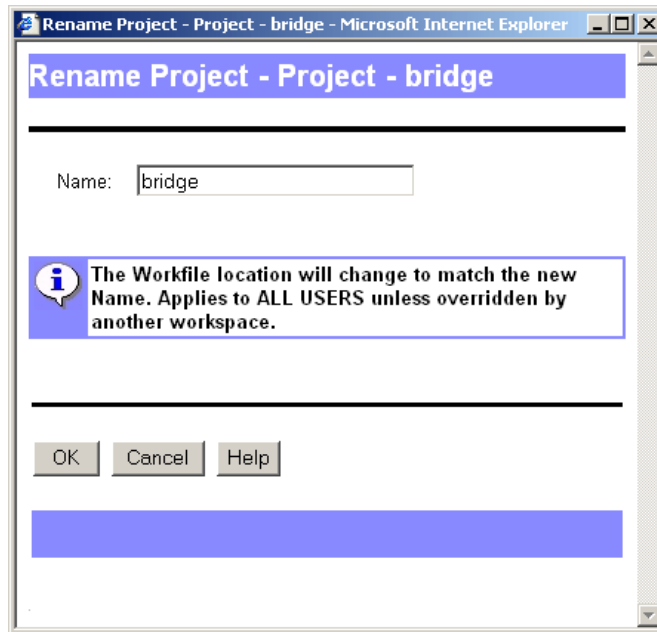 Rename Project - Project - bridge - Microsoft Internet Explorer
Rename Project - Project - bridge
Name: bridge
The Workfile location will change to match the new
Name. Applies to ALL USERS unless overridden by
another workspace.
OK Cancel Help